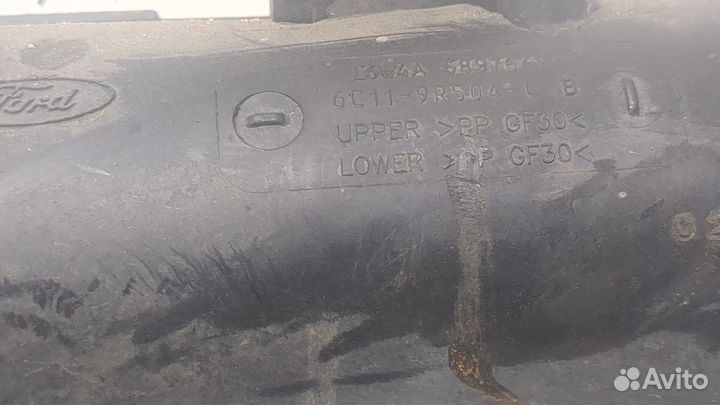 Ford
6C11-9R504- B
UPPER >PP GF30<
LOWER >PP GF30<
Avito